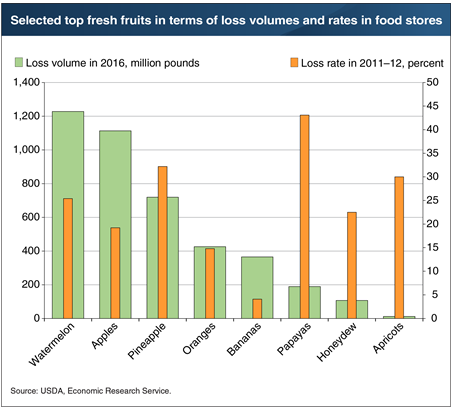 Selected top fresh fruits in terms of loss volumes and rates in food stores
Loss volume in 2016, million pounds
Loss rate in 2011–12, percent
1,400
1,200
1,000
800
600
400
200
0
50
45
40
35
30
25
20
15
10
5
0
Watermelon
Apples
Pineapple
Oranges
Bananas
Papayas
Honeydew
Apricots
Source: USDA, Economic Research Service.